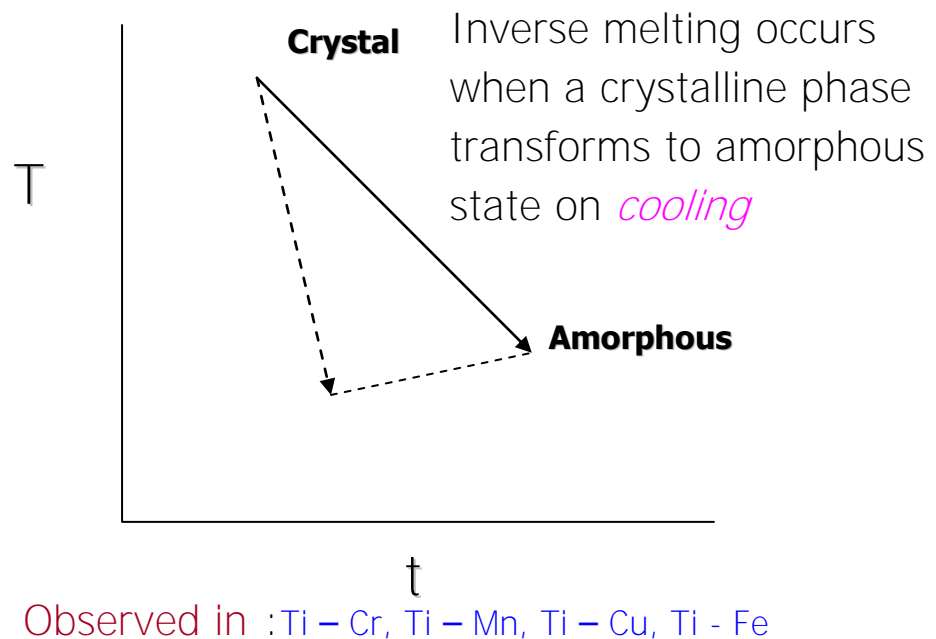 Crystal
Inverse melting occurs
when a crystalline phase
transforms to amorphous
state on cooling
T
Amorphous
t
Observed in : Ti – Cr, Ti – Mn, Ti – Cu, Ti - Fe